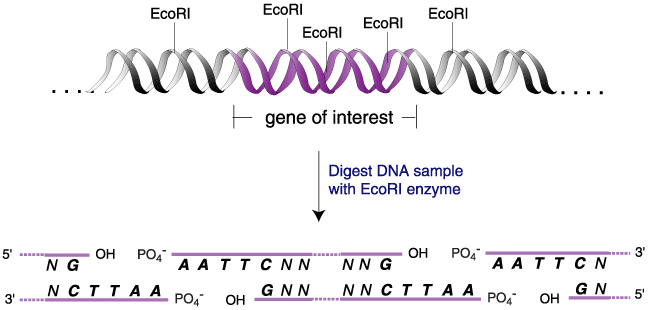 EcoRI EcoRI EcoRI EcoRI EcoRI
gene of interest
Digest DNA sample
with EcoRI enzyme
5' N G OH PO4- A A T T C N N N N G OH PO4- A A T T C N 3'
3' N C T T A A PO4- OH G N N N N C T T A A PO4- OH G N 5'